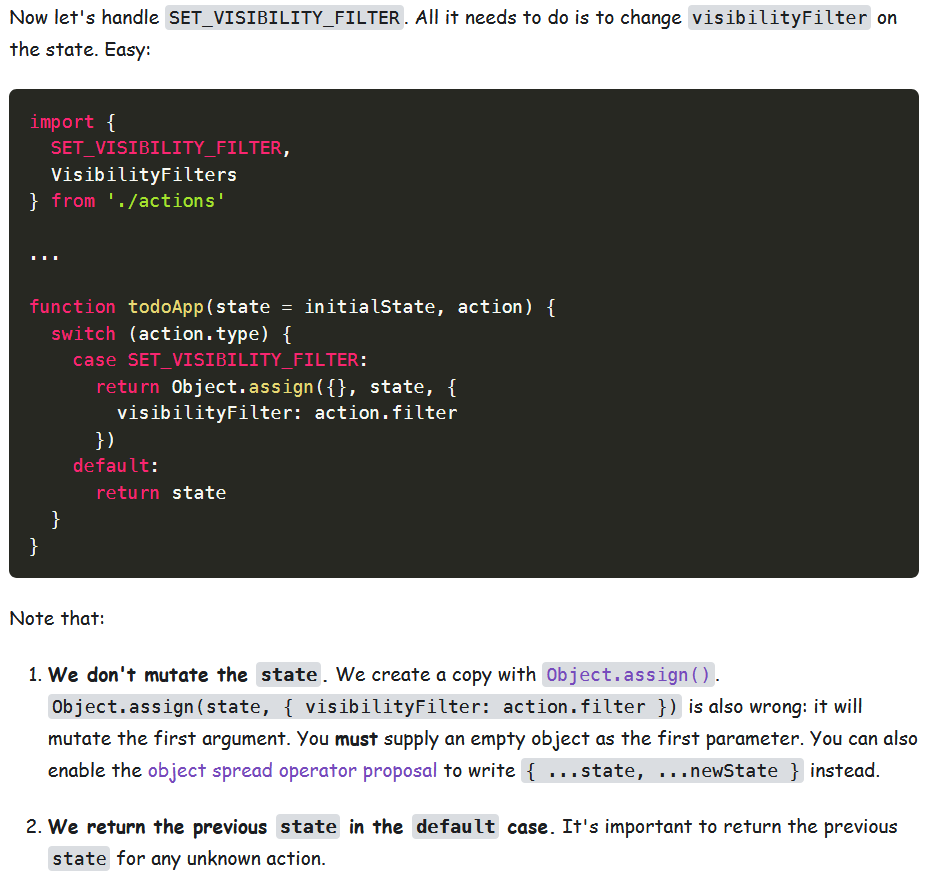 Now let's handle SET_VISIBILITY_FILTER. All it needs to do is to change visibilityFilter on
the state. Easy:
import {
  SET_VISIBILITY_FILTER,
  VisibilityFilters
} from './actions'
...
function todoApp(state = initialState, action) {
  switch (action.type) {
    case SET_VISIBILITY_FILTER:
      return Object.assign({}, state, {
        visibilityFilter: action.filter
      })
    default:
      return state
  }
}
Note that:
1. We don't mutate the state. We create a copy with Object.assign().
Object.assign(state, { visibilityFilter: action.filter }) is also wrong: it will
mutate the first argument. You must supply an empty object as the first parameter. You can also
enable the object spread operator proposal to write { ...state, ...newState } instead.
2. We return the previous state in the default case. It's important to return the previous
state for any unknown action.